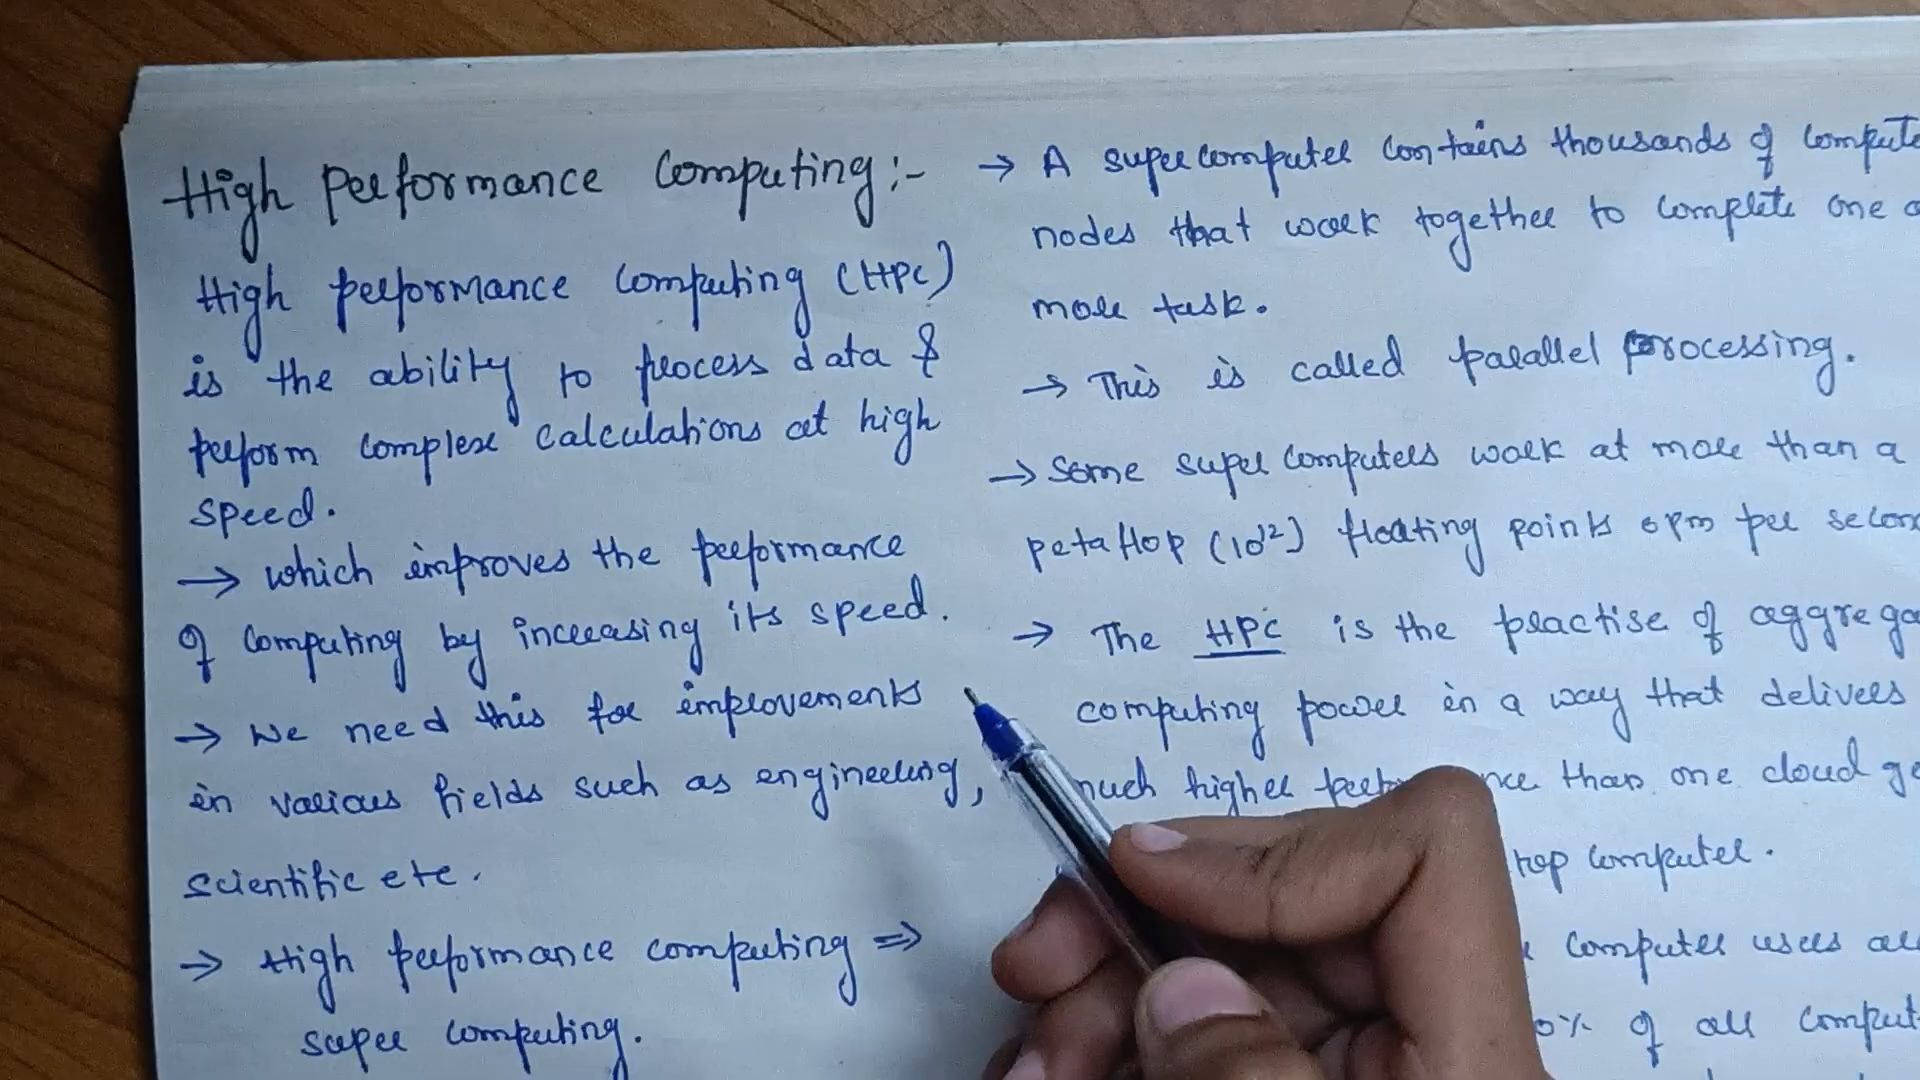 High Performance Computing:-
High performance computing (HPC)
is the ability to process data &
perform complex calculations at high
speed.
→ which improves the performance
of computing by increasing its speed.
→ We need this for improvements
in various fields such as engineering,
scientific etc.
→ High performance computing ⇒
super computing.
→ A supercomputer contains thousands of compute
nodes that work together to complete one
more task.
→ This is called parallel processing.
→ Some super computers work at more than a
petaflop (10¹²) floating points opns per
→ The HPC is the practise of
computing power in a way that delivers
much higher than one cloud
computer.
computer uses
of all